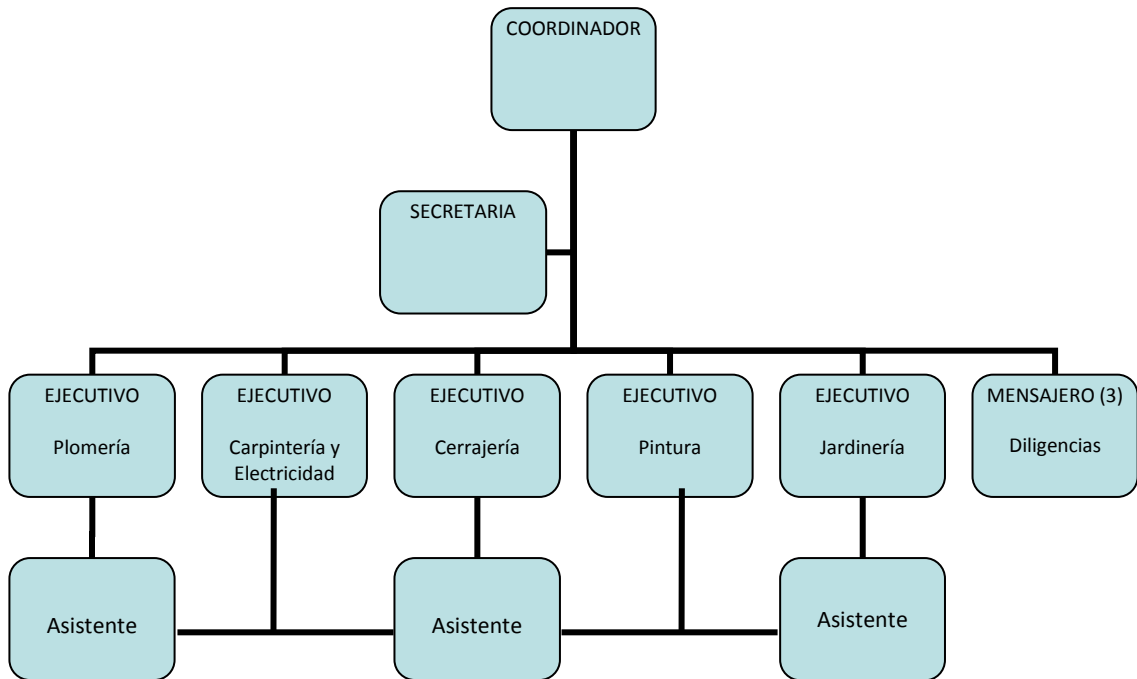 COORDINADOR
SECRETARIA
EJECUTIVO
Plomería
EJECUTIVO
Carpintería y
Electricidad
EJECUTIVO
Cerrajería
EJECUTIVO
Pintura
EJECUTIVO
Jardinería
MENSAJERO (3)
Diligencias
Asistente
Asistente
Asistente